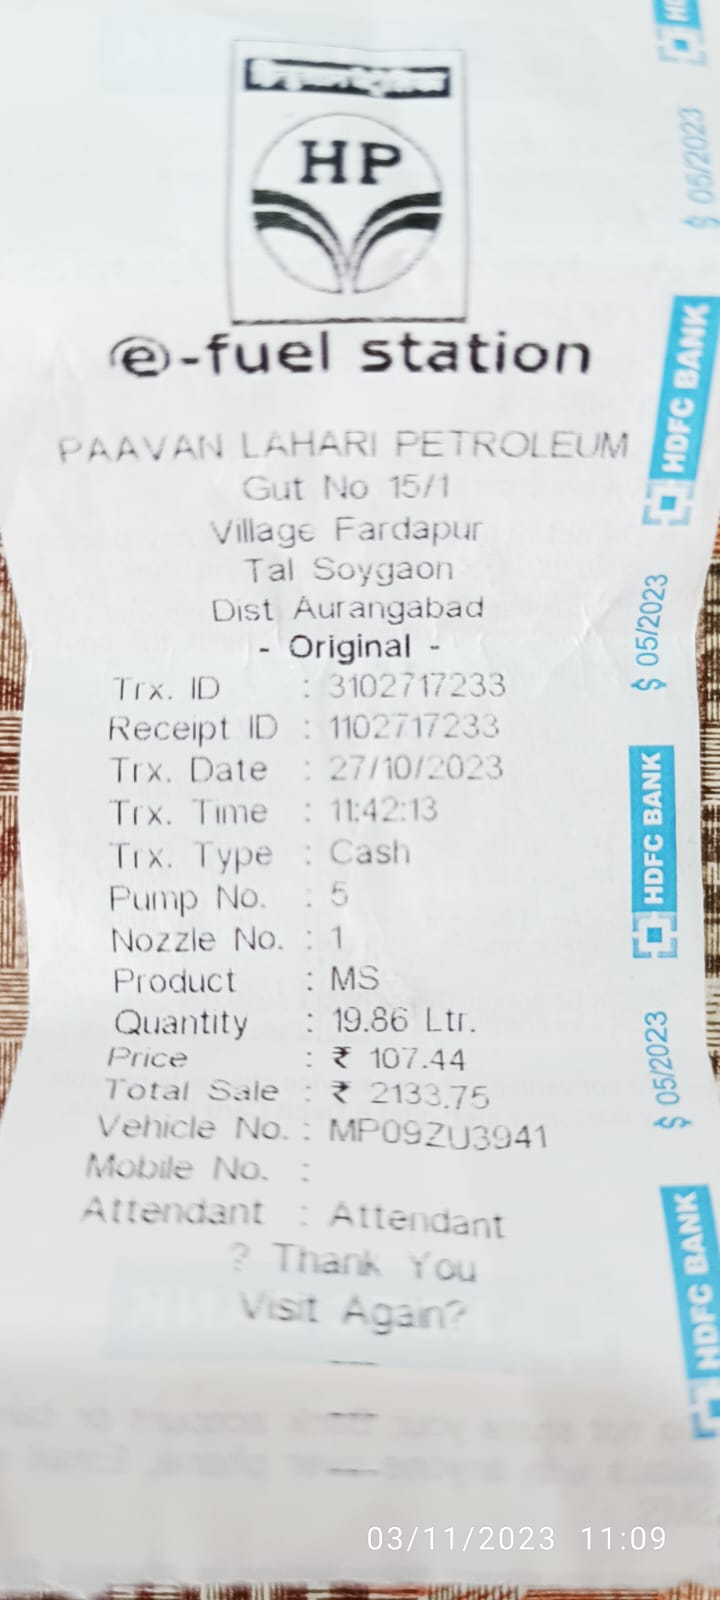 HP
e-fuel station
PAAVAN LAHARI PETROLEUM
Gut No 15/1
Village Fardapur
Tal Soygaon
Dist Aurangabad
- Original -
Trx. ID : 3102717233
Receipt ID : 1102717233
Trx. Date : 27/10/2023
Trx. Time : 11:42:13
Trx. Type : Cash
Pump No. : 5
Nozzle No. : 1
Product : MS
Quantity : 19.86 Ltr.
Price : ₹ 107.44
Total Sale : ₹ 2133.75
Vehicle No. : MP09ZU3941
Mobile No. :
Attendant : Attendant
? Thank You
Visit Again?
$ 05/2023
HDFC BANK
$ 05/2023
HDFC BANK
$ 05/2023
HDFC BANK
03/11/2023 11:09